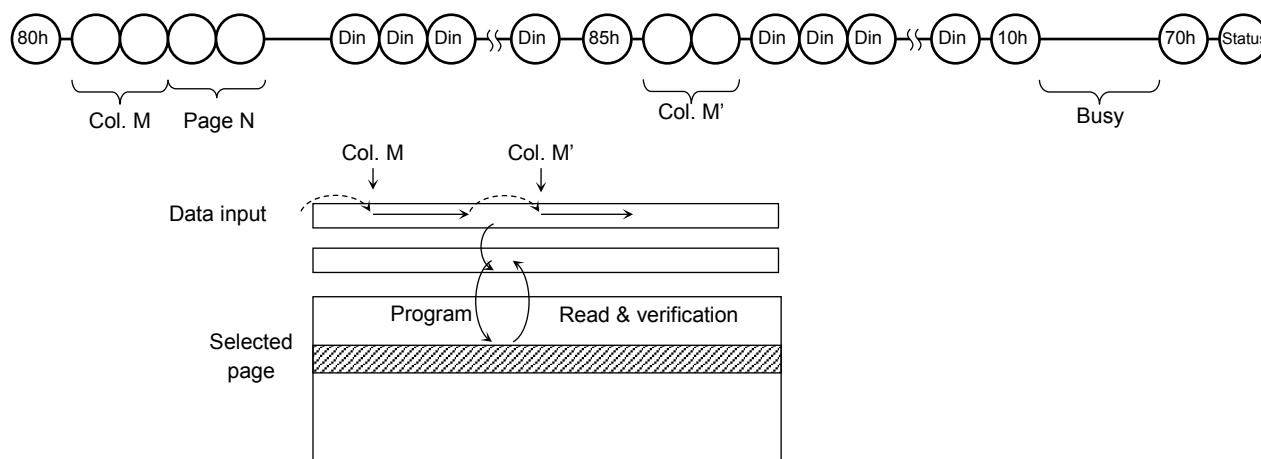 80h Din Din Din Din 85h Din Din Din Din 10h 70h Status
Col. M Page N Col. M’ Busy
Col. M Col. M’
Data input
Program Read & verification
Selected
page